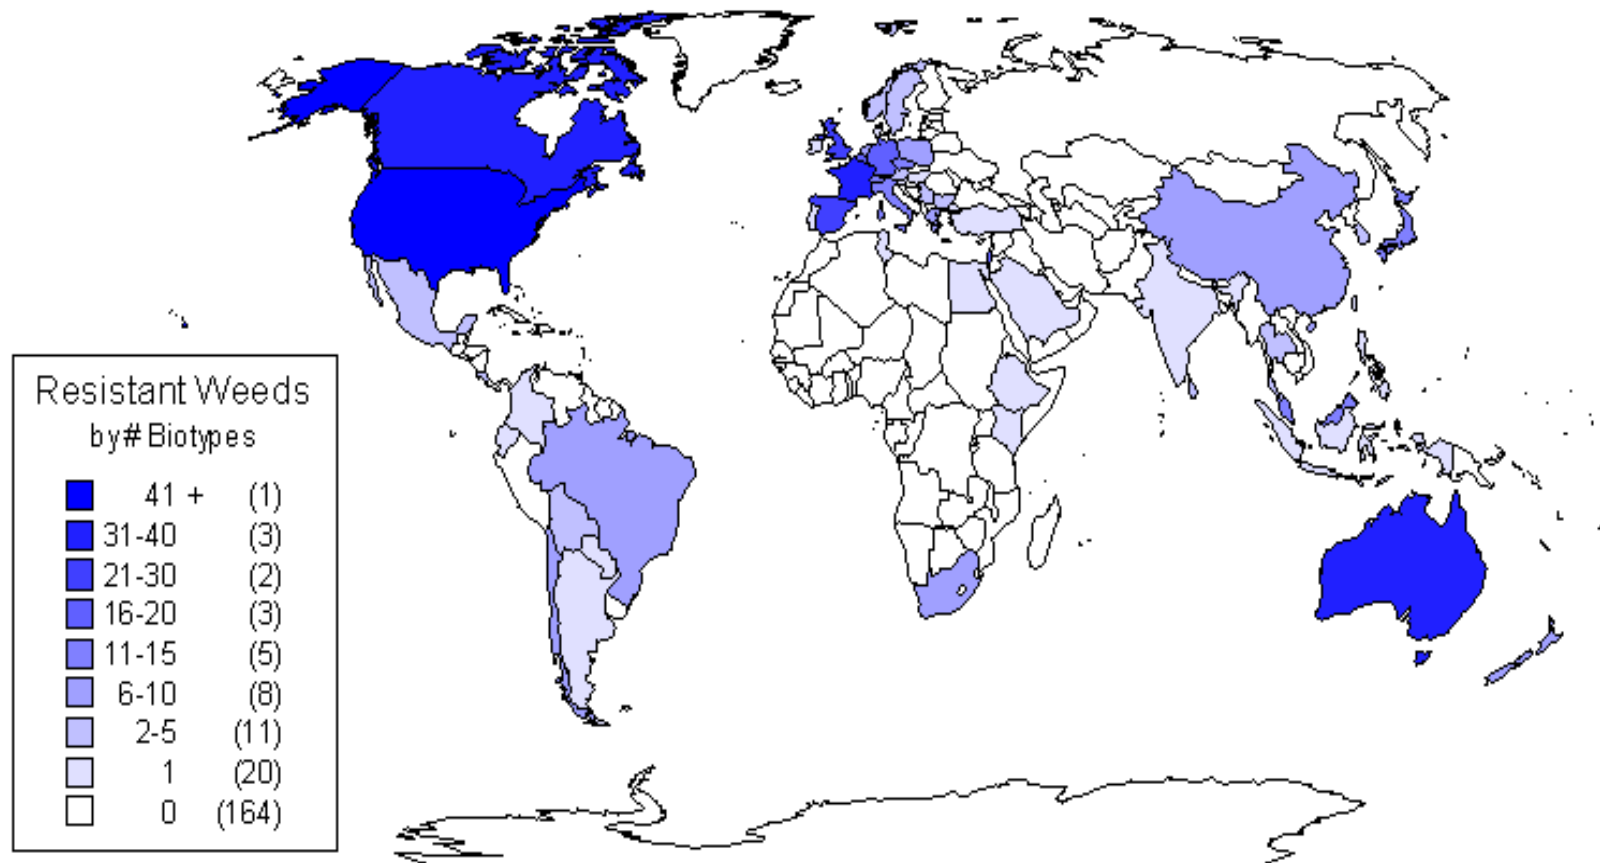 Resistant Weeds
by # Biotypes
41 + (1)
31-40 (3)
21-30 (2)
16-20 (3)
11-15 (5)
6-10 (8)
2-5 (11)
1 (20)
0 (164)